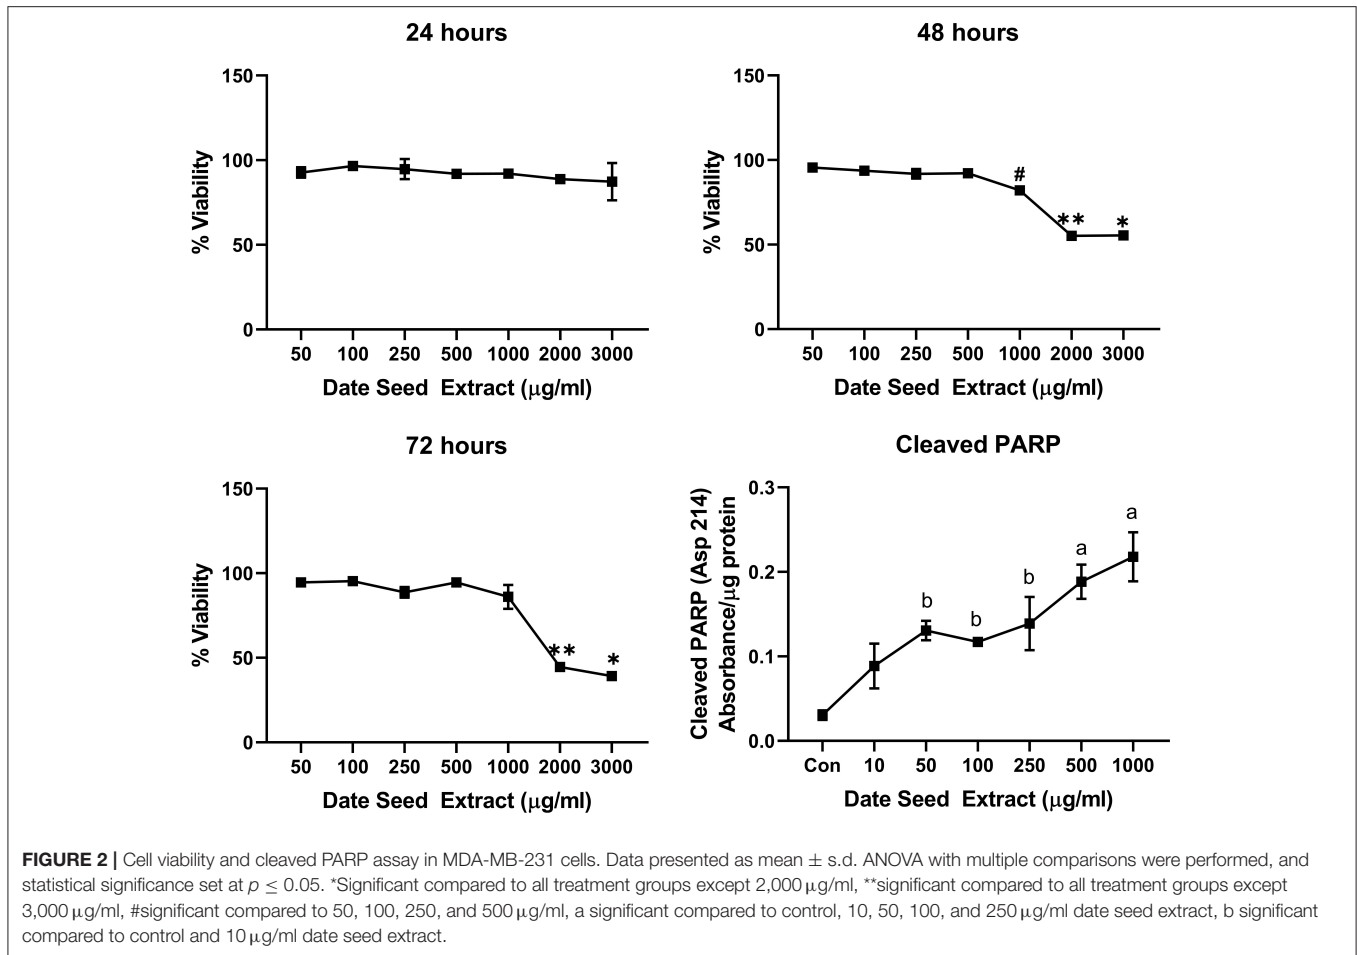 24 hours
150
100
50
0
% Viability
50 100 250 500 1000 2000 3000
Date Seed Extract (μg/ml)
48 hours
150
100
50
0
% Viability
#
** *
50 100 250 500 1000 2000 3000
Date Seed Extract (μg/ml)
72 hours
150
100
50
0
% Viability
** *
50 100 250 500 1000 2000 3000
Date Seed Extract (μg/ml)
Cleaved PARP
0.3
0.2
0.1
0.0
Cleaved PARP (Asp 214)
Absorbance/μg protein
b b b a a
Con 10 50 100 250 500 1000
Date Seed Extract (μg/ml)
FIGURE 2 | Cell viability and cleaved PARP assay in MDA-MB-231 cells. Data presented as mean ± s.d. ANOVA with multiple comparisons were performed, and
statistical significance set at p ≤ 0.05. *Significant compared to all treatment groups except 2,000 μg/ml, **significant compared to all treatment groups except
3,000 μg/ml, #significant compared to 50, 100, 250, and 500 μg/ml, a significant compared to control, 10, 50, 100, and 250 μg/ml date seed extract, b significant
compared to control and 10 μg/ml date seed extract.